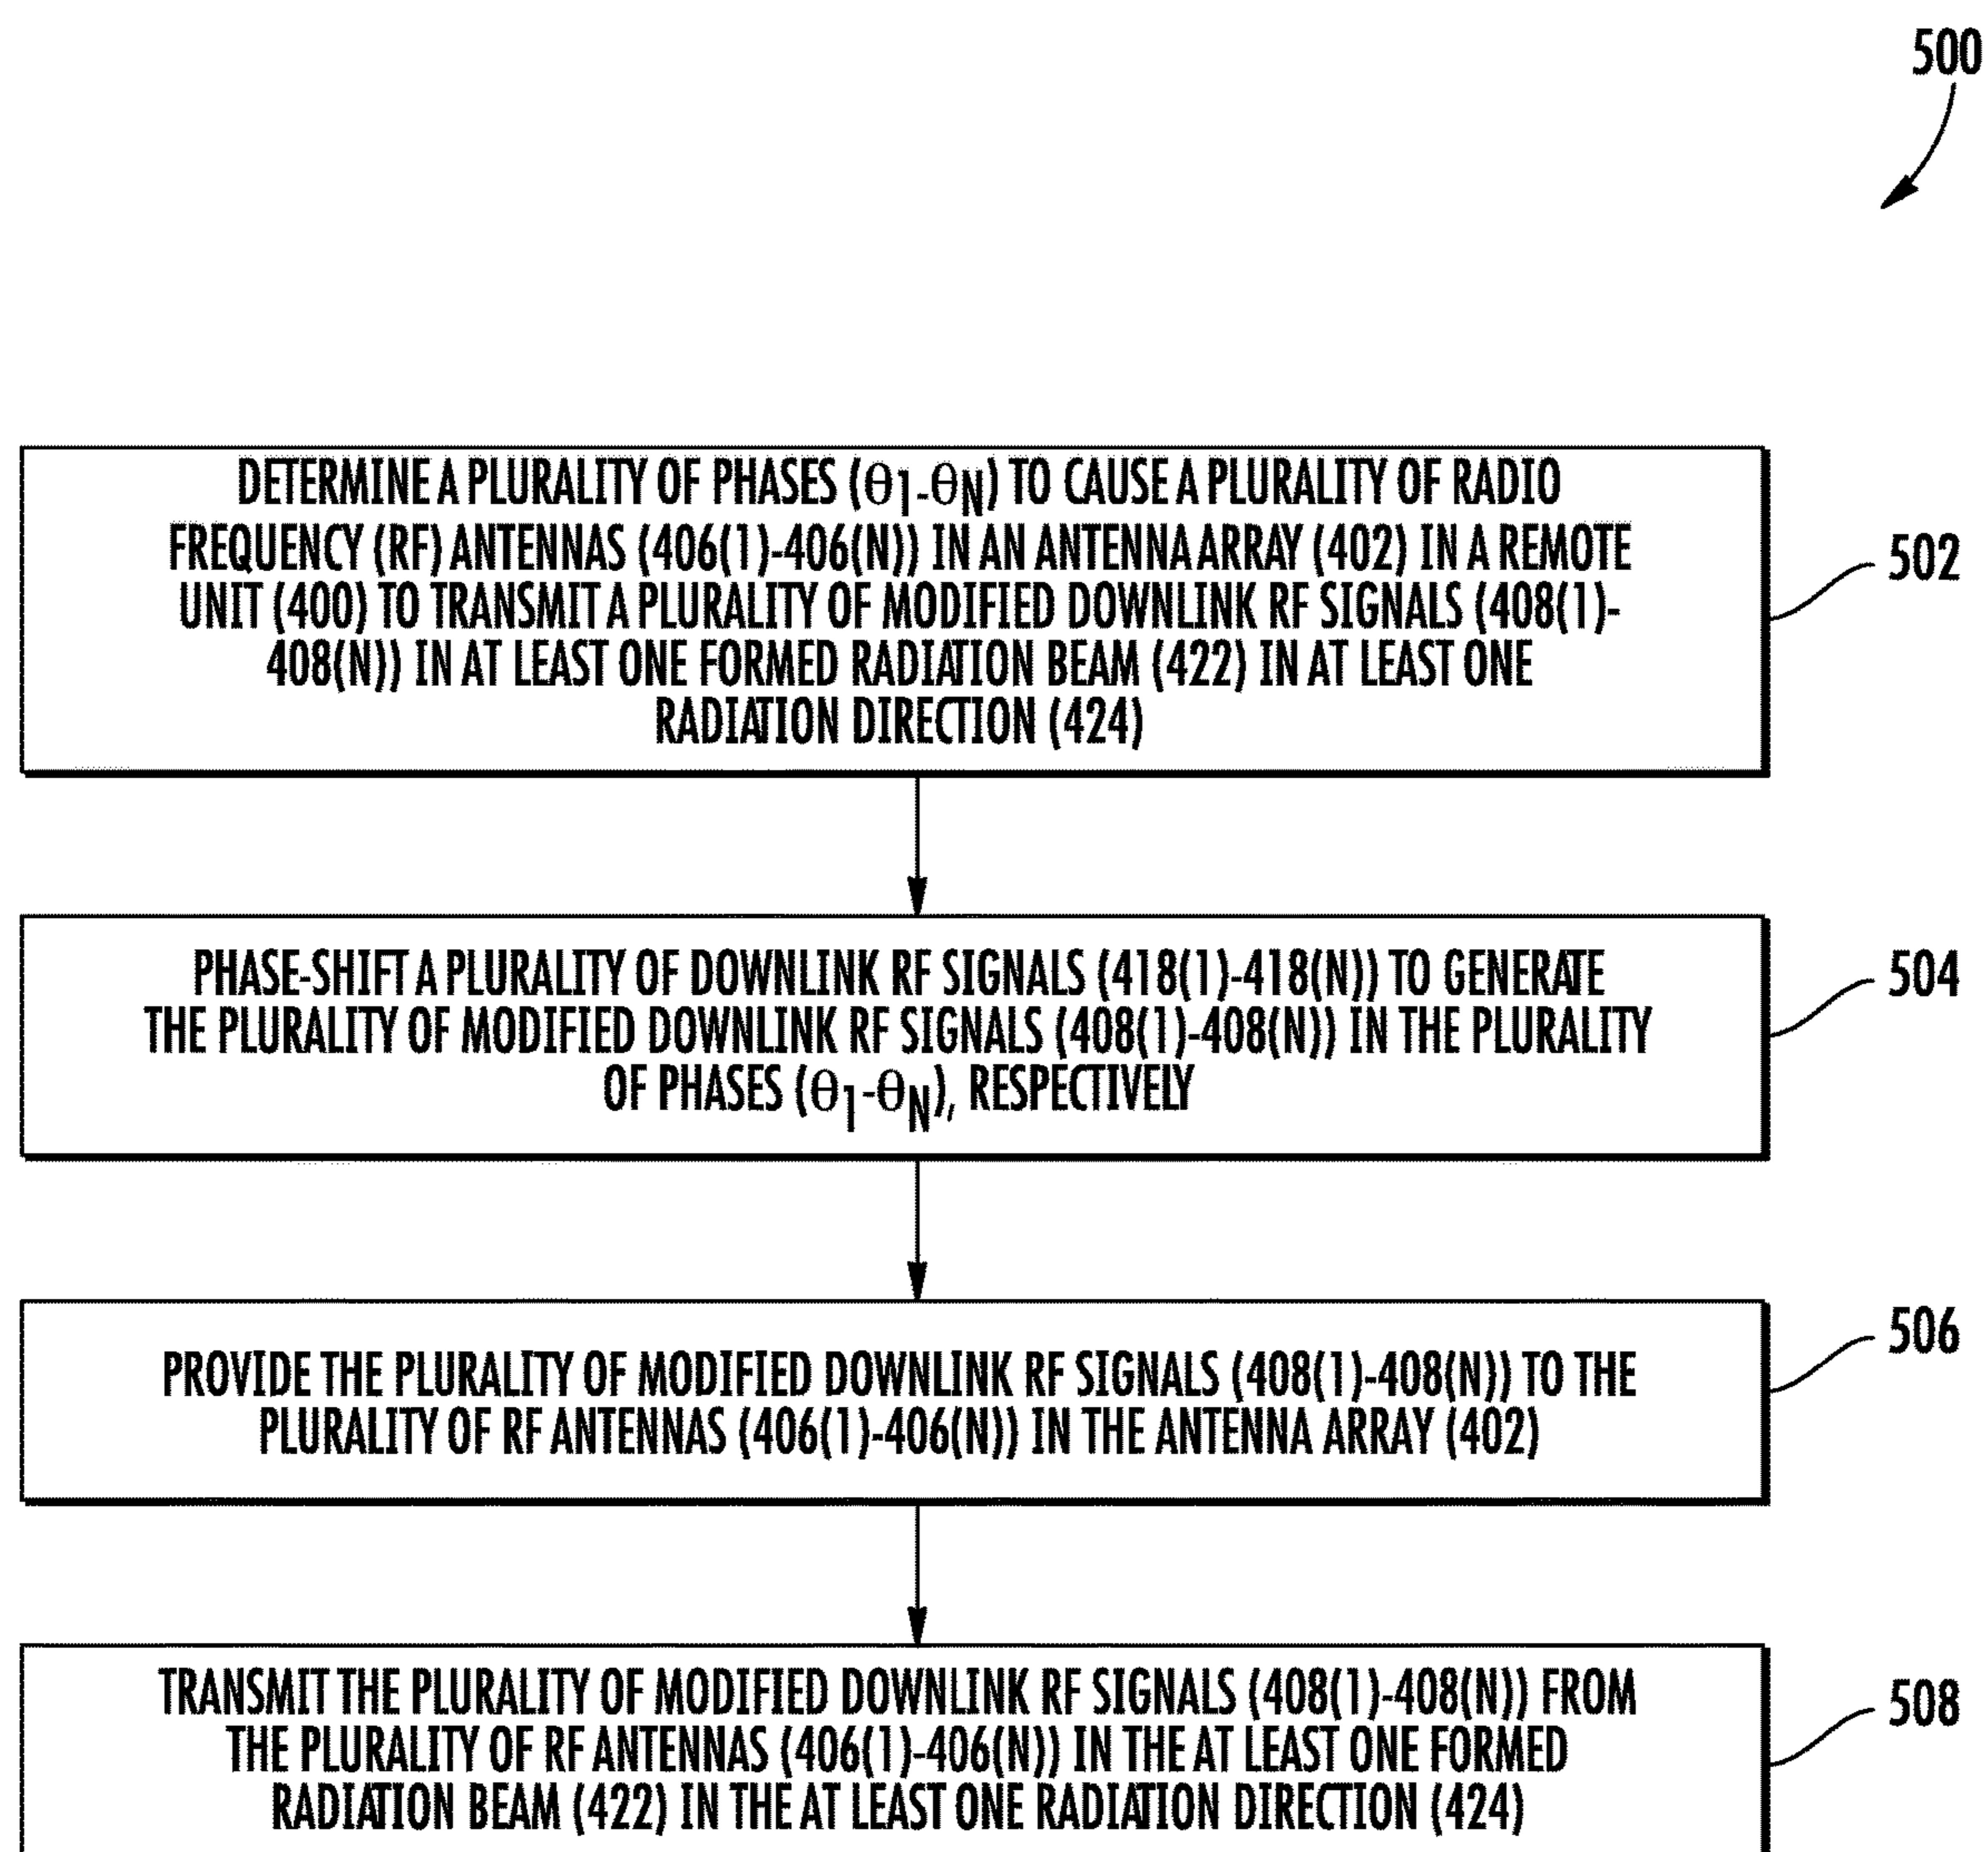 500
DETERMINE A PLURALITY OF PHASES (θ1-θN) TO CAUSE A PLURALITY OF RADIO
FREQUENCY (RF) ANTENNAS (406(1)-406(N)) IN AN ANTENNA ARRAY (402) IN A REMOTE
UNIT (400) TO TRANSMIT A PLURALITY OF MODIFIED DOWNLINK RF SIGNALS (408(1)-
408(N)) IN AT LEAST ONE FORMED RADIATION BEAM (422) IN AT LEAST ONE
RADIATION DIRECTION (424)
502
PHASE-SHIFT A PLURALITY OF DOWNLINK RF SIGNALS (418(1)-418(N)) TO GENERATE
THE PLURALITY OF MODIFIED DOWNLINK RF SIGNALS (408(1)-408(N)) IN THE PLURALITY
OF PHASES (θ1-θN), RESPECTIVELY
504
PROVIDE THE PLURALITY OF MODIFIED DOWNLINK RF SIGNALS (408(1)-408(N)) TO THE
PLURALITY OF RF ANTENNAS (406(1)-406(N)) IN THE ANTENNA ARRAY (402)
506
TRANSMIT THE PLURALITY OF MODIFIED DOWNLINK RF SIGNALS (408(1)-408(N)) FROM
THE PLURALITY OF RF ANTENNAS (406(1)-406(N)) IN THE AT LEAST ONE FORMED
RADIATION BEAM (422) IN THE AT LEAST ONE RADIATION DIRECTION (424)
508